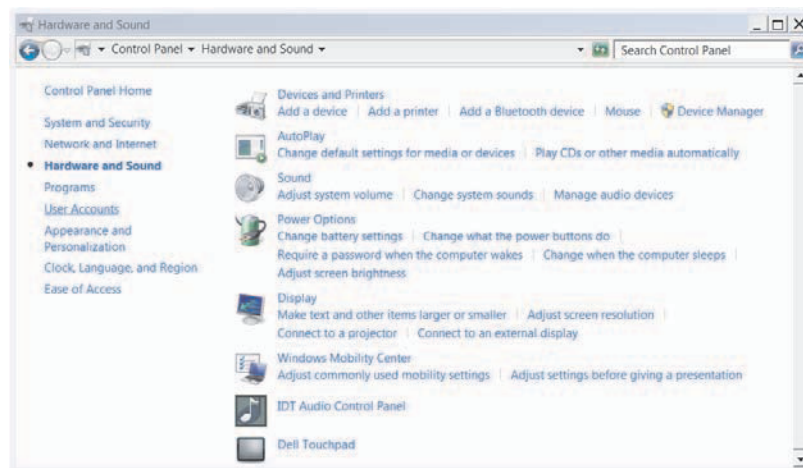 Hardware and Sound
Control Panel Hardware and Sound
Search Control Panel
Control Panel Home
System and Security
Network and Internet
Hardware and Sound
Programs
User Accounts
Appearance and
Personalization
Clock, Language, and Region
Ease of Access
Devices and Printers
Add a device | Add a printer | Add a Bluetooth device | Mouse | Device Manager
AutoPlay
Change default settings for media or devices | Play CDs or other media automatically
Sound
Adjust system volume | Change system sounds | Manage audio devices
Power Options
Change battery settings | Change what the power buttons do |
Require a password when the computer wakes | Change when the computer sleeps |
Adjust screen brightness
Display
Make text and other items larger or smaller | Adjust screen resolution |
Connect to a projector | Connect to an external display
Windows Mobility Center
Adjust commonly used mobility settings | Adjust settings before giving a presentation
IDT Audio Control Panel
Dell Touchpad